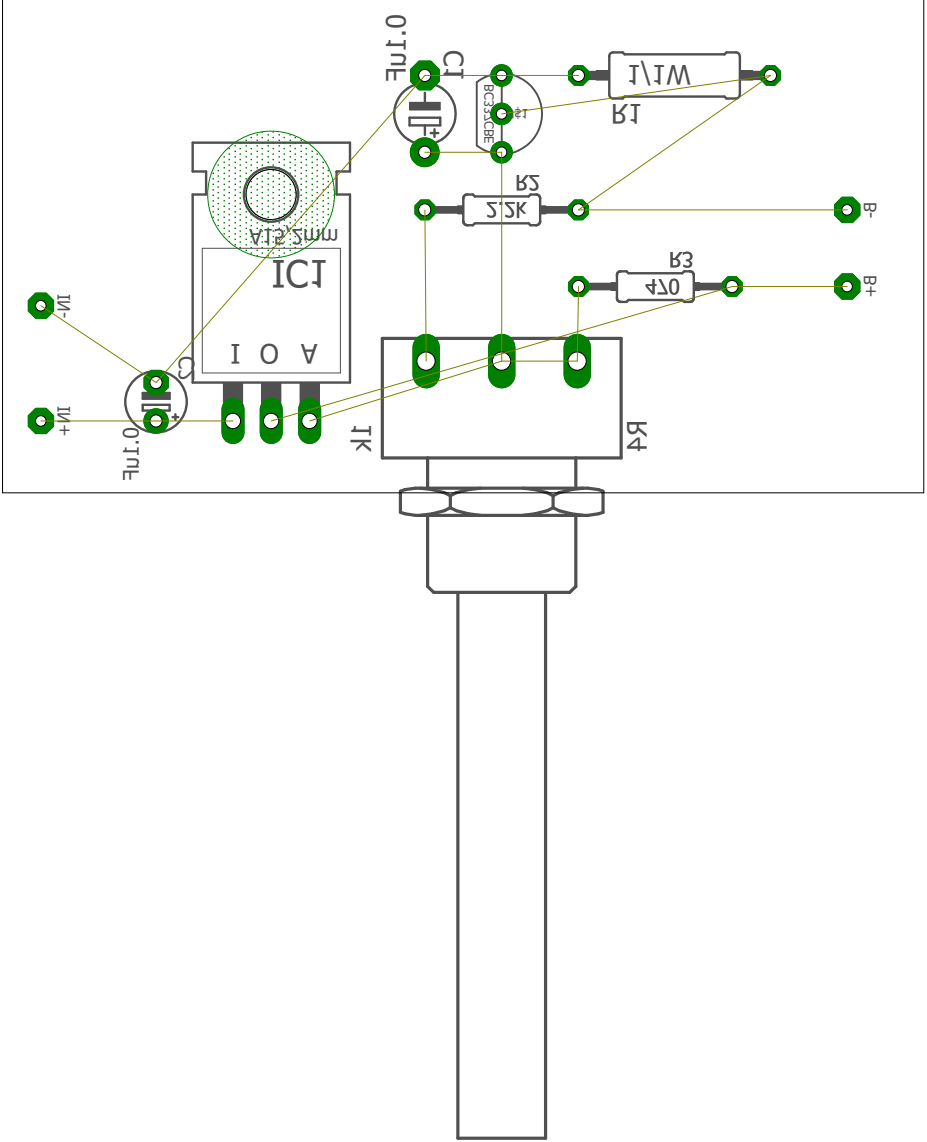 0.1uF
C1
BC337CBE
1/1W
R1
R2
2,2k
B-
A15,2mm
IC1
R3
470
B+
IN-
I O A
C2
IN+
0.1uF
1k
R4